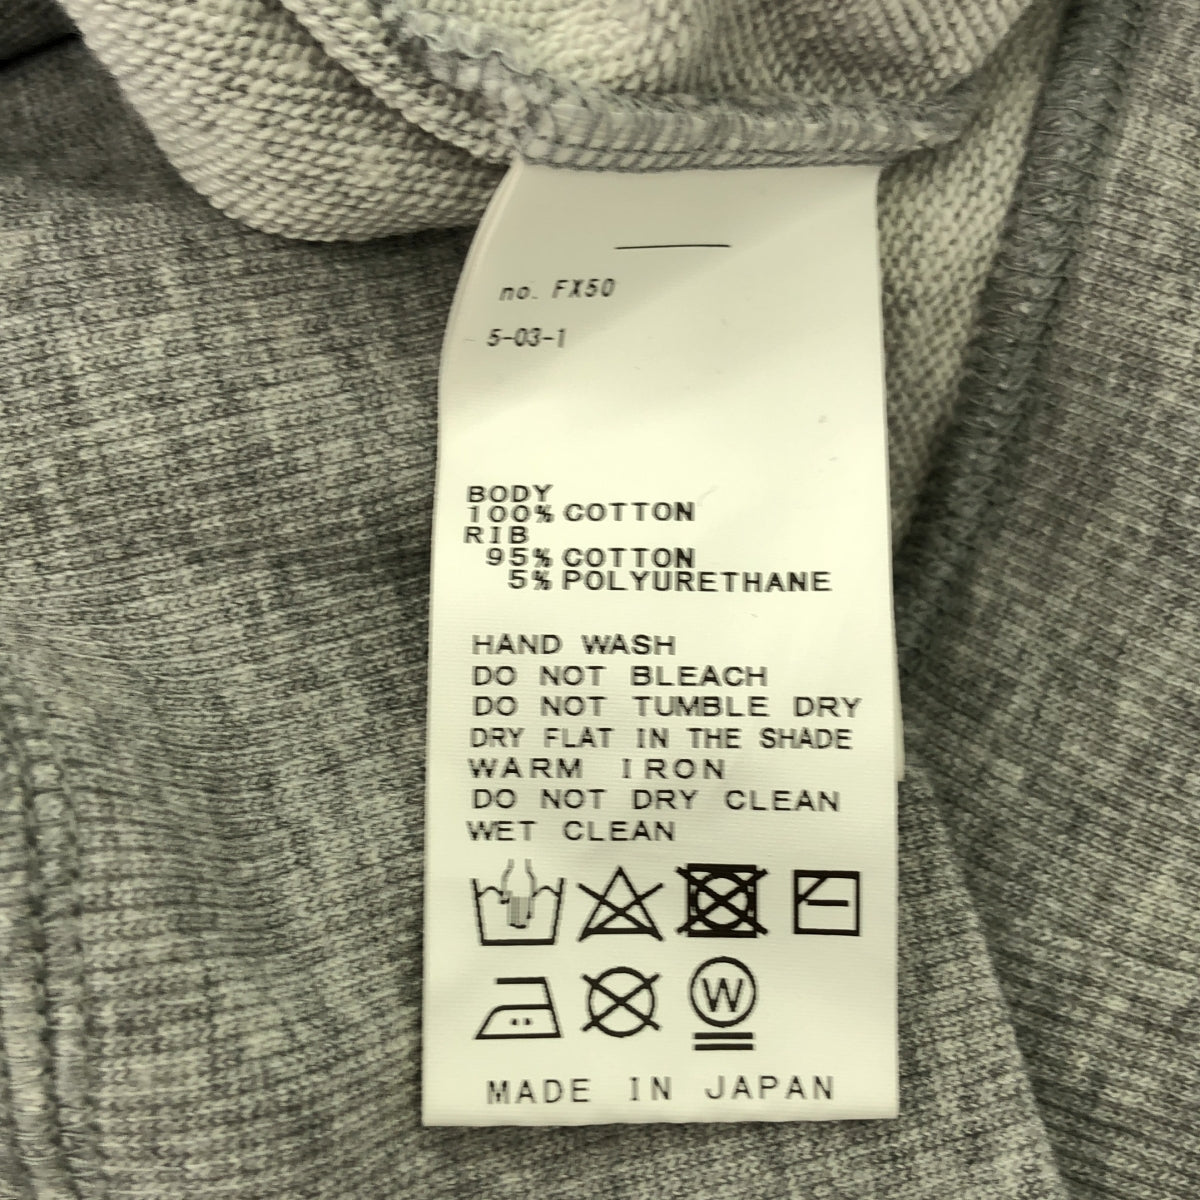 no. FX50
5-03-1
BODY
100% COTTON
RIB
95% COTTON
5% POLYURETHANE
HAND WASH
DO NOT BLEACH
DO NOT TUMBLE DRY
DRY FLAT IN THE SHADE
WARM IRON
DO NOT DRY CLEAN
WET CLEAN
W
MADE IN JAPAN